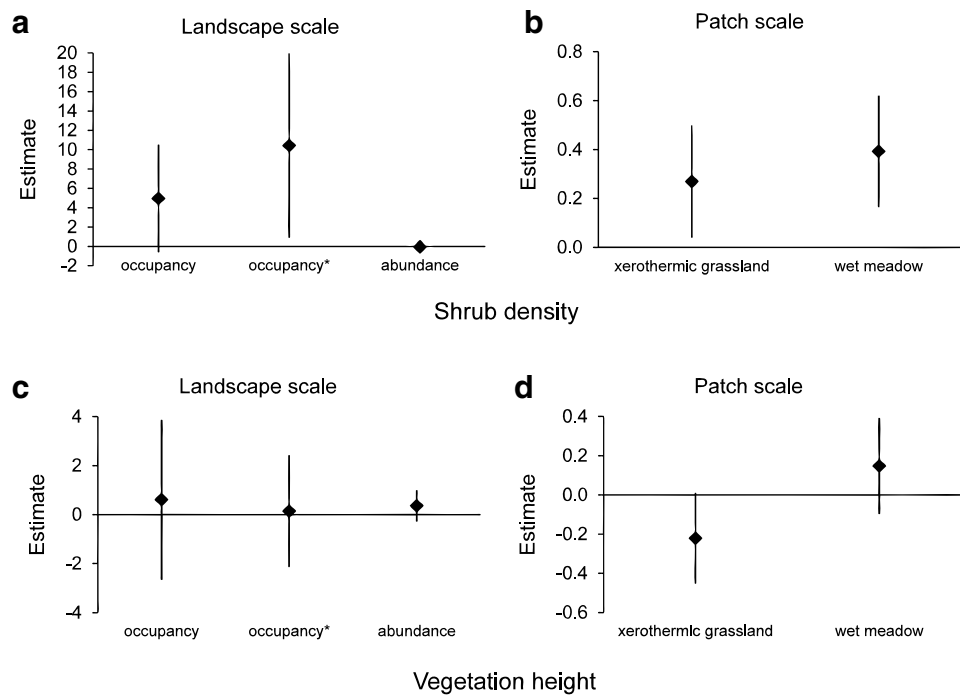 a
Landscape scale
Estimate
20
18
16
14
12
10
8
6
4
2
0
-2
occupancy occupancy* abundance
b
Patch scale
Estimate
0.8
0.6
0.4
0.2
0.0
xerothermic grassland wet meadow
Shrub density
c
Landscape scale
Estimate
4
2
0
-2
-4
occupancy occupancy* abundance
d
Patch scale
Estimate
0.4
0.2
0.0
-0.2
-0.4
-0.6
xerothermic grassland wet meadow
Vegetation height